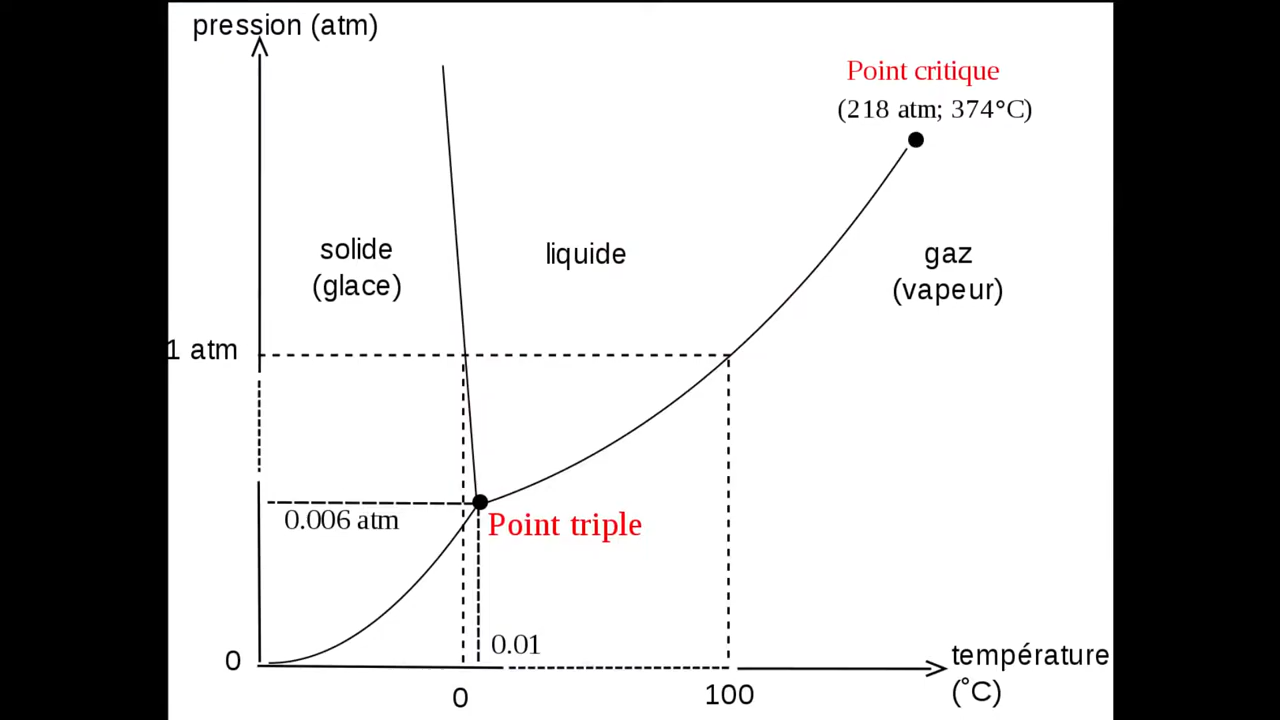 pression (atm)
Point critique
(218 atm; 374°C)
solide
(glace)
liquide
gaz
(vapeur)
1 atm
0.006 atm
Point triple
0.01
0
température
(˚C)
0
100